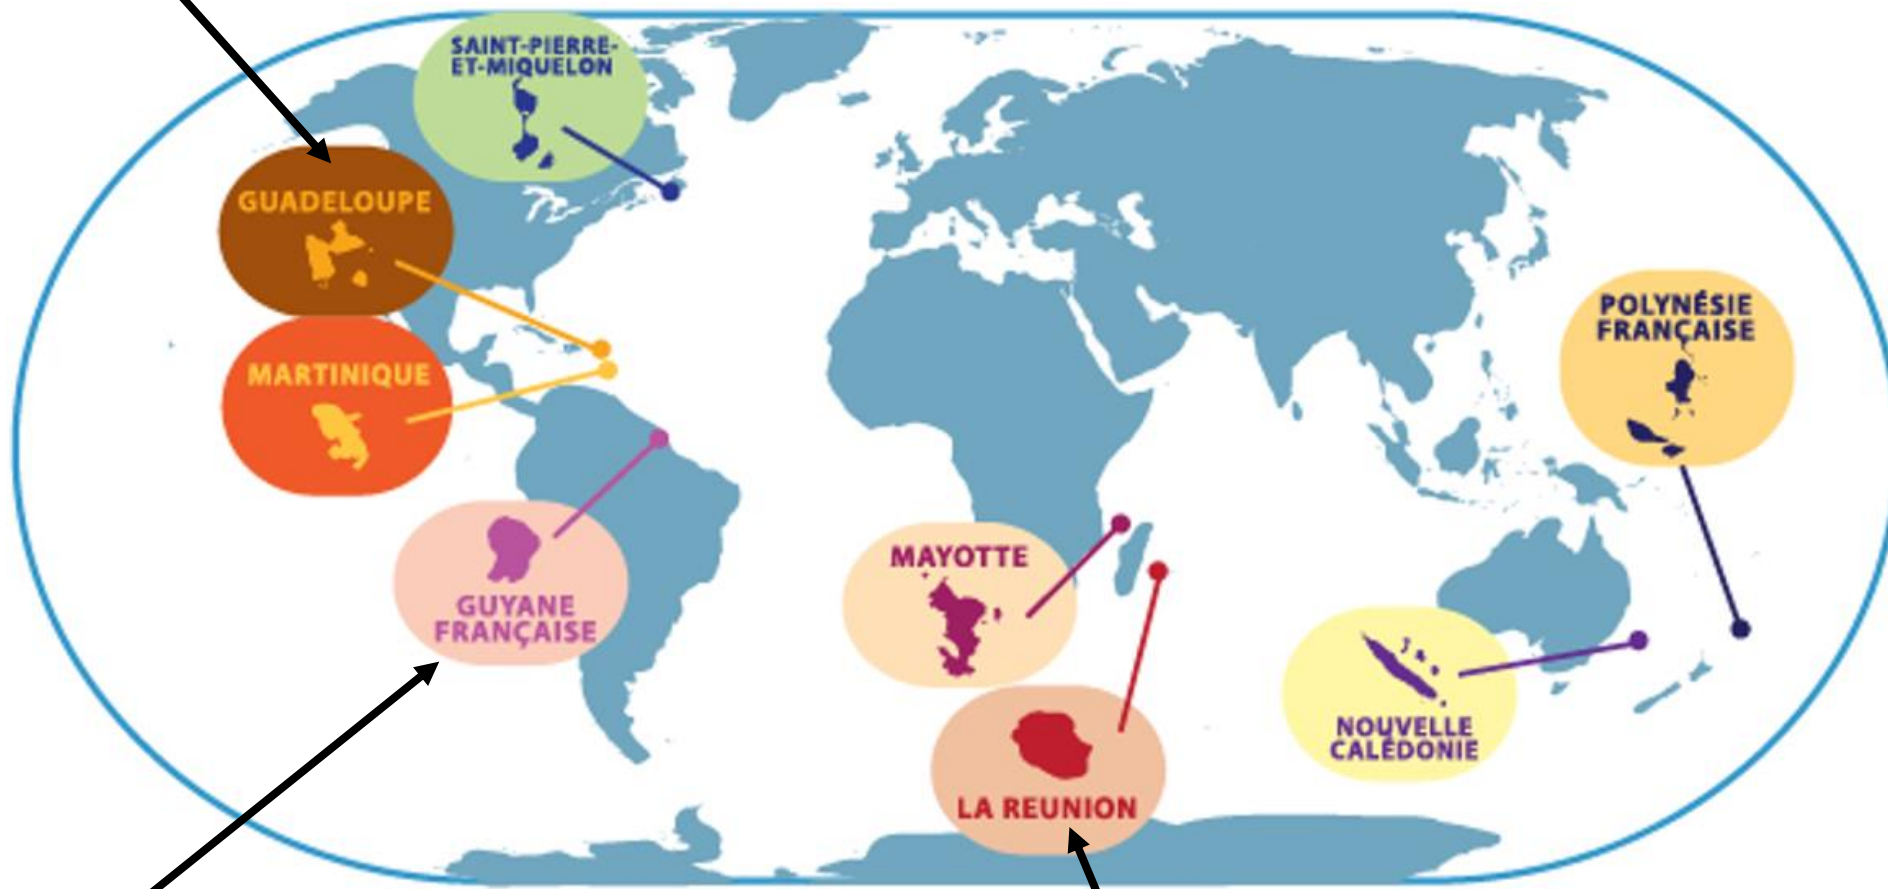 SAINT-PIERRE-
ET-MIQUELON
GUADELOUPE
MARTINIQUE
GUYANE
FRANÇAISE
MAYOTTE
LA REUNION
NOUVELLE
CALÉDONIE
POLYNÉSIE
FRANÇAISE